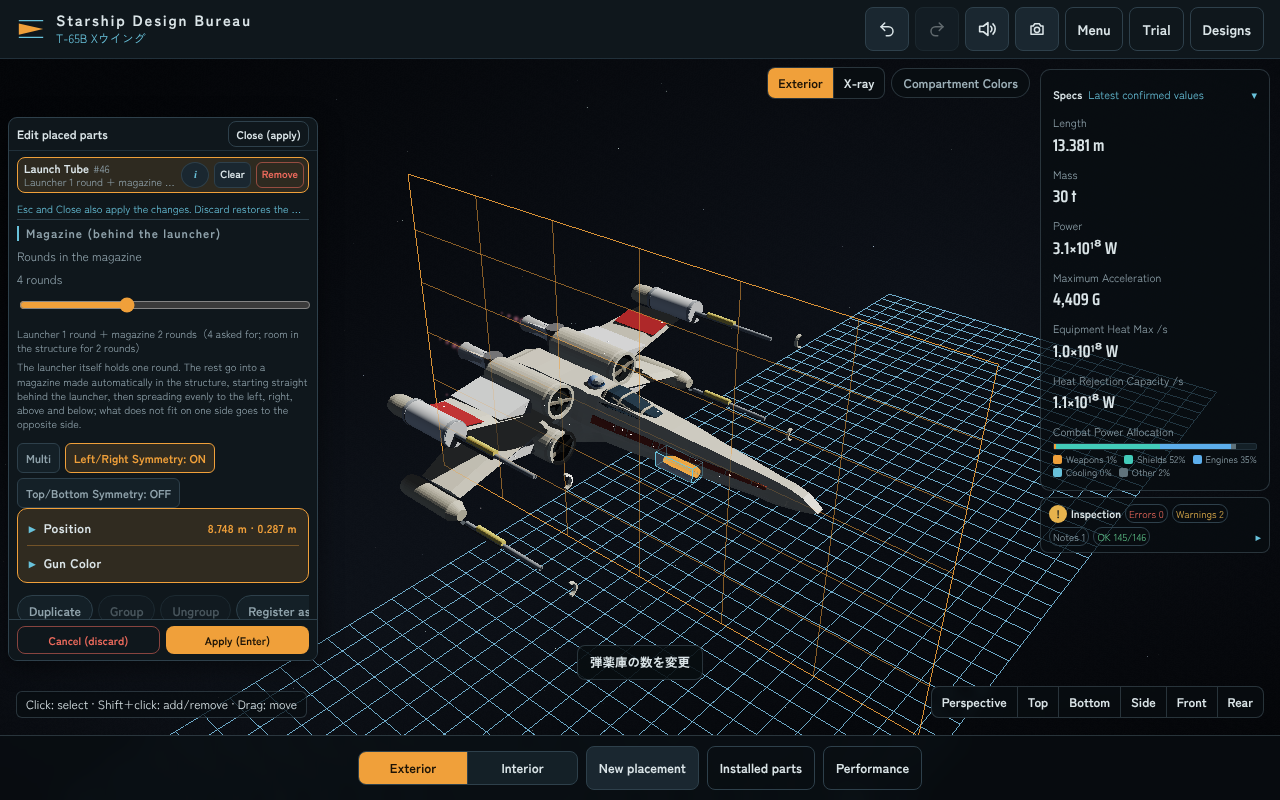 Starship Design Bureau
T-65B Xウイング
Menu
Trial
Designs
Exterior
X-ray
Compartment Colors
Edit placed parts
Close (apply)
Launch Tube #46
Launcher 1 round + magazine ...
i
Clear
Remove
Esc and Close also apply the changes. Discard restores the ...
Magazine (behind the launcher)
Rounds in the magazine
4 rounds
Launcher 1 round + magazine 2 rounds (4 asked for; room in
the structure for 2 rounds)
The launcher itself holds one round. The rest go into a
magazine made automatically in the structure, starting straight
behind the launcher, then spreading evenly to the left, right,
above and below; what does not fit on one side goes to the
opposite side.
Multi
Left/Right Symmetry: ON
Top/Bottom Symmetry: OFF
Position
8.748 m · 0.287 m
Gun Color
Duplicate
Group
Ungroup
Register as
Cancel (discard)
Apply (Enter)
Click: select · Shift+click: add/remove · Drag: move
Specs Latest confirmed values
Length
13.381 m
Mass
30 t
Power
3.1×10¹⁸ W
Maximum Acceleration
4,409 G
Equipment Heat Max /s
1.0×10¹⁸ W
Heat Rejection Capacity /s
1.1×10¹⁸ W
Combat Power Allocation
Weapons 1% Shields 52% Engines 35%
Cooling 0% Other 2%
! Inspection Errors 0 Warnings 2
Notes 1 OK 145/146
弾薬庫の数を変更
Perspective
Top
Bottom
Side
Front
Rear
Exterior
Interior
New placement
Installed parts
Performance